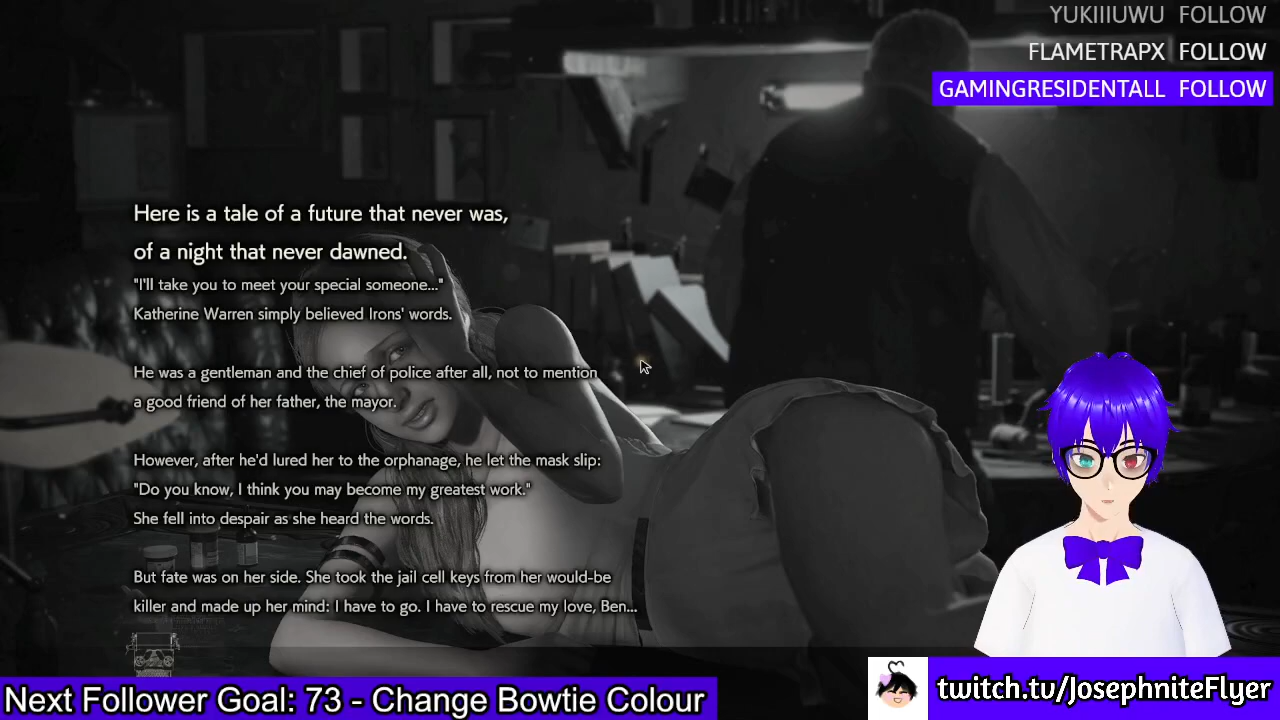 YUKIIIUWU FOLLOW
FLAMETRAPX FOLLOW
GAMINGRESIDENTALL FOLLOW
Here is a tale of a future that never was,
of a night that never dawned.
"I'll take you to meet your special someone..."
Katherine Warren simply believed Irons' words.
He was a gentleman and the chief of police after all, not to mention
a good friend of her father, the mayor.
However, after he'd lured her to the orphanage, he let the mask slip:
"Do you know, I think you may become my greatest work."
She fell into despair as she heard the words.
But fate was on her side. She took the jail cell keys from her would-be
killer and made up her mind: I have to go. I have to rescue my love, Ben...
Next Follower Goal: 73 - Change Bowtie Colour
twitch.tv/JosephniteFlyer